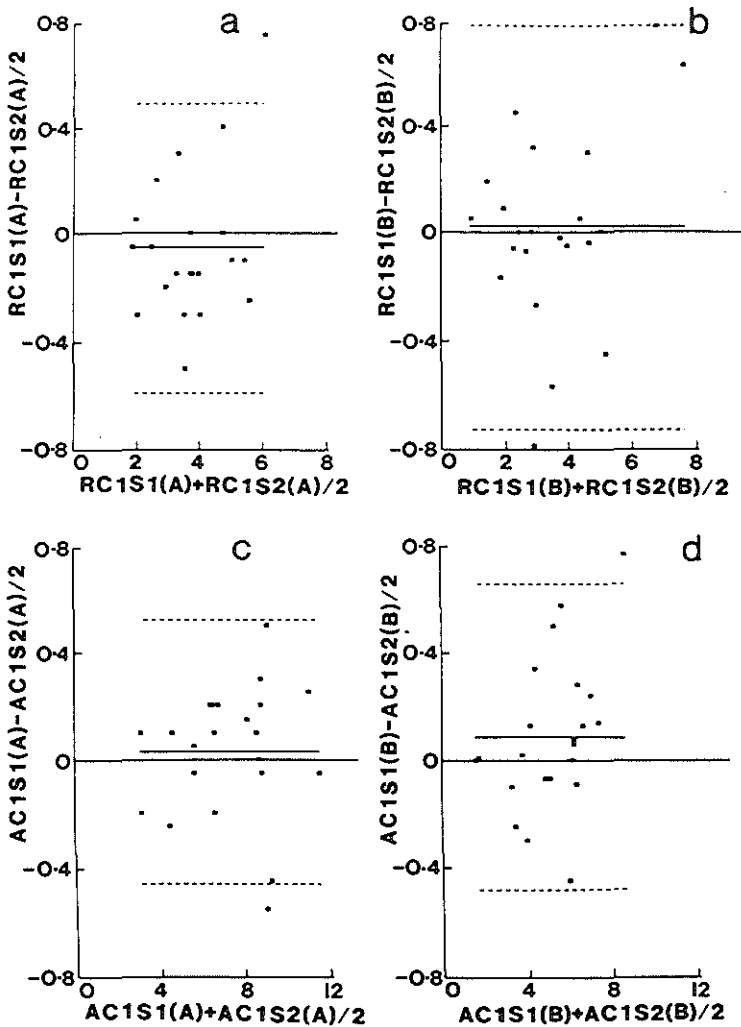 a
0·8
0·4
0
−0·4
−0·8
0 2 4 6 8
RC1S1(A)−RC1S2(A)/2
RC1S1(A)+RC1S2(A)/2
b
0·8
0·4
0
−0·4
−0·8
0 2 4 6 8
RC1S1(B)−RC1S2(B)/2
RC1S1(B)+RC1S2(B)/2
c
0·8
0·4
0
−0·4
−0·8
0 4 8 12
AC1S1(A)−AC1S2(A)/2
AC1S1(A)+AC1S2(A)/2
d
0·8
0·4
0
−0·4
−0·8
0 4 8 12
AC1S1(B)−AC1S2(B)/2
AC1S1(B)+AC1S2(B)/2